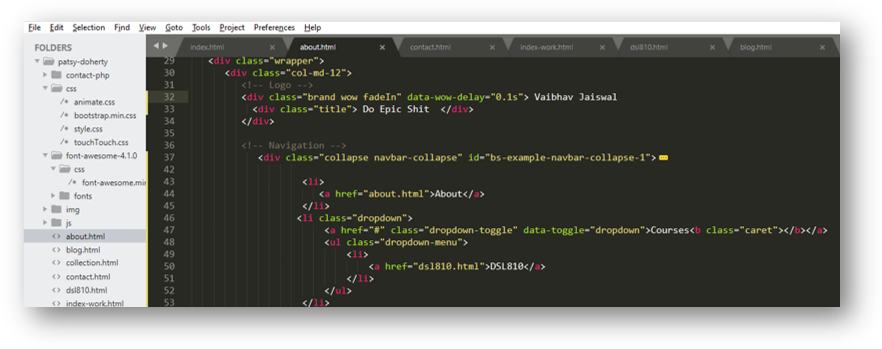 File Edit Selection Find View Goto Tools Project Preferences Help
FOLDERS
patsy-doherty
contact-php
css
animate.css
bootstrap.min.css
style.css
touchTouch.css
font-awesome-4.1.0
css
font-awesome.min
fonts
img
js
about.html
blog.html
collection.html
contact.html
dsl810.html
index-work.html
index.html about.html contact.html index-work.html dsl810.html blog.html
29 <div class="wrapper">
30 <div class="col-md-12">
31 <!-- Logo -->
32 <div class="brand wow fadeIn" data-wow-delay="0.1s"> Vaibhav Jaiswal
33 <div class="title"> Do Epic Shit </div>
34 </div>
35
36 <!-- Navigation -->
37 <div class="collapse navbar-collapse" id="bs-example-navbar-collapse-1">
42
43 <li>
44 <a href="about.html">About</a>
45 </li>
46 <li class="dropdown">
47 <a href="#" class="dropdown-toggle" data-toggle="dropdown">Courses<b class="caret"></b></a>
48 <ul class="dropdown-menu">
49 <li>
50 <a href="dsl810.html">DSL810</a>
51 </li>
52 </ul>
53 </li>